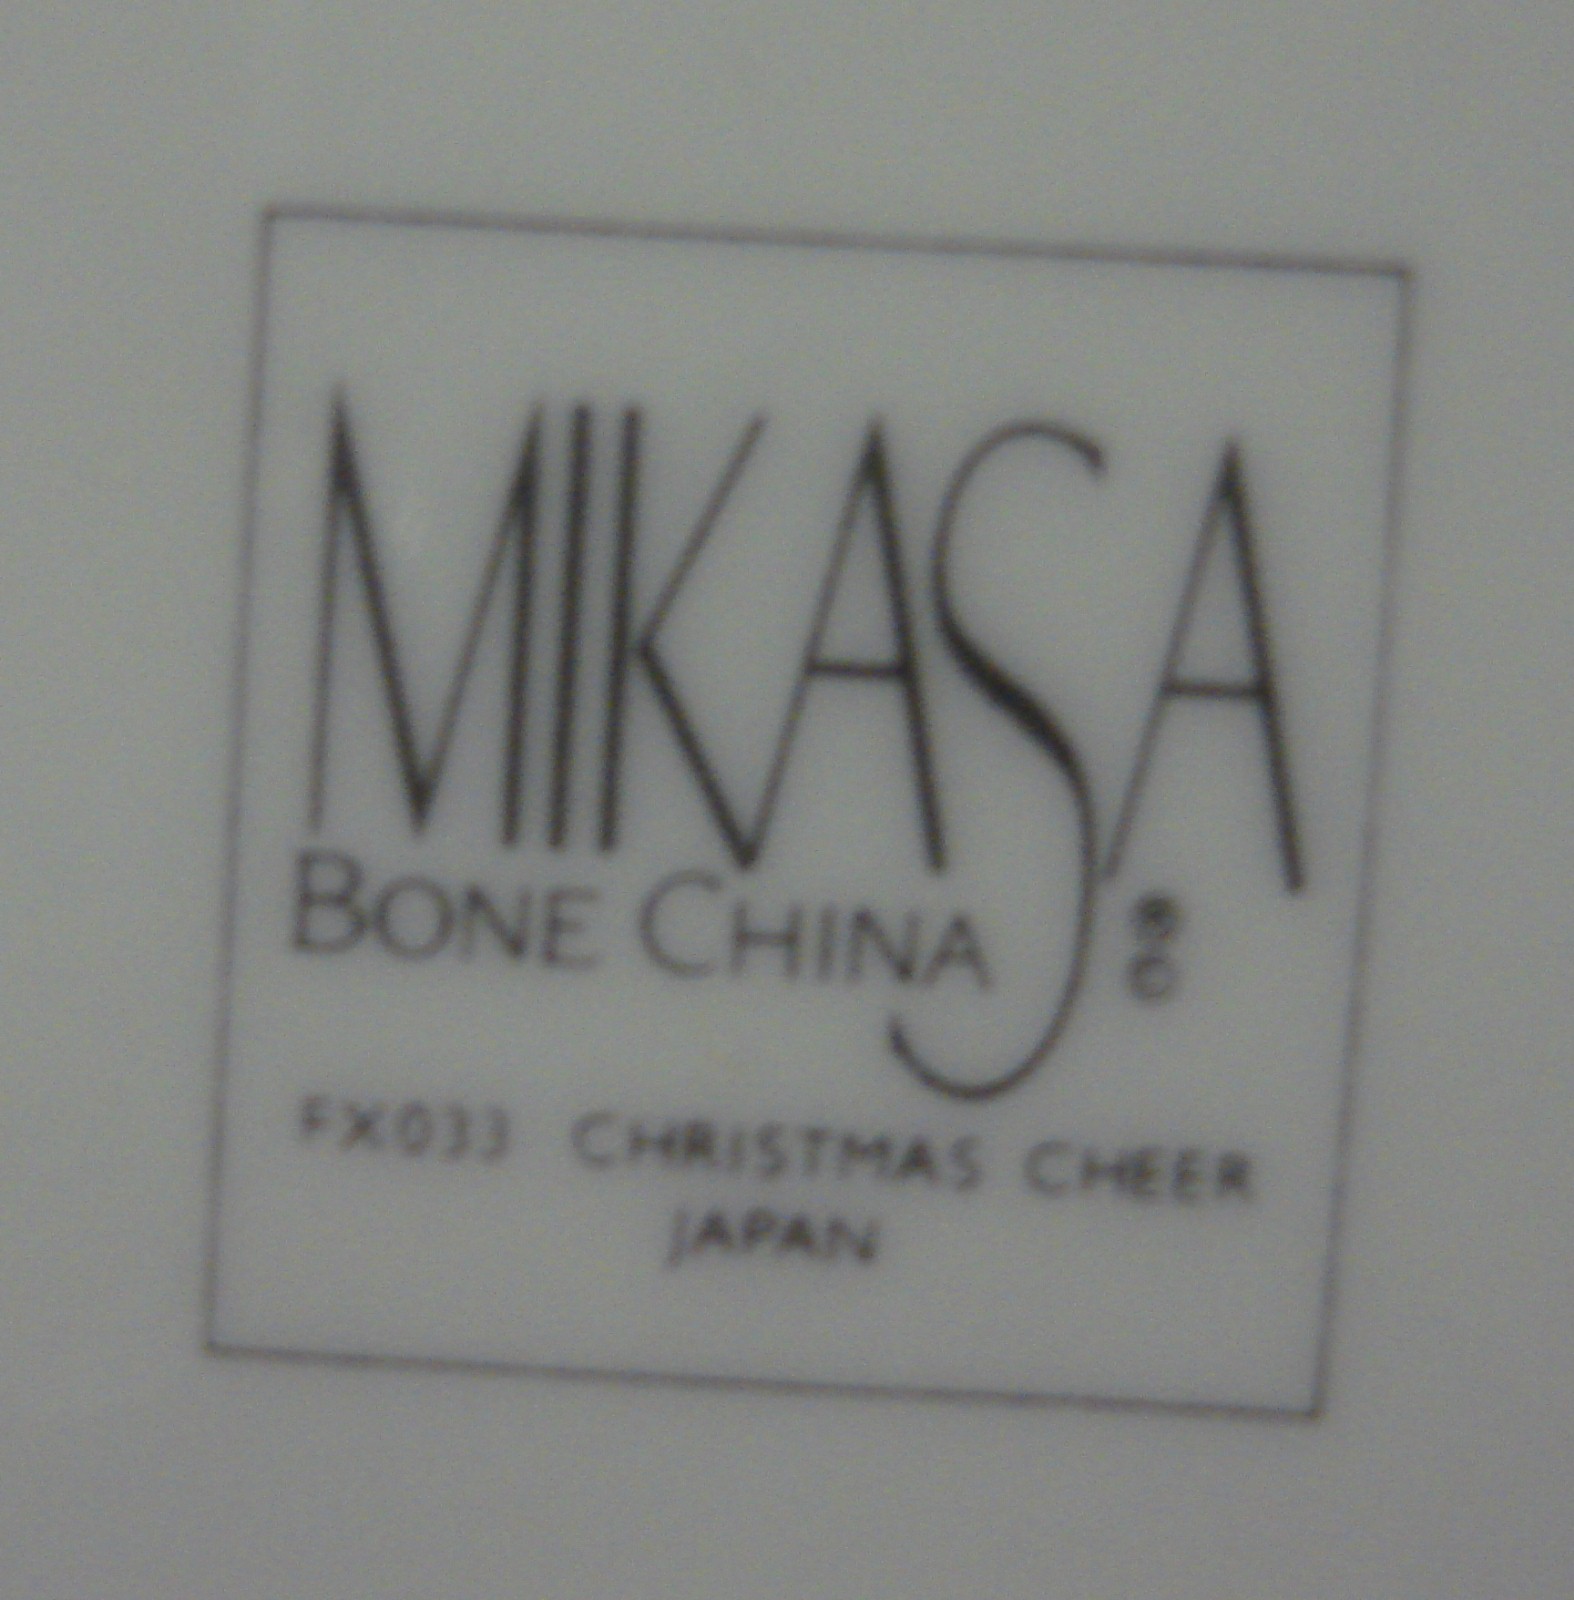 MIKASA
BONE CHINA ® ©
FX033 CHRISTMAS CHEER
JAPAN